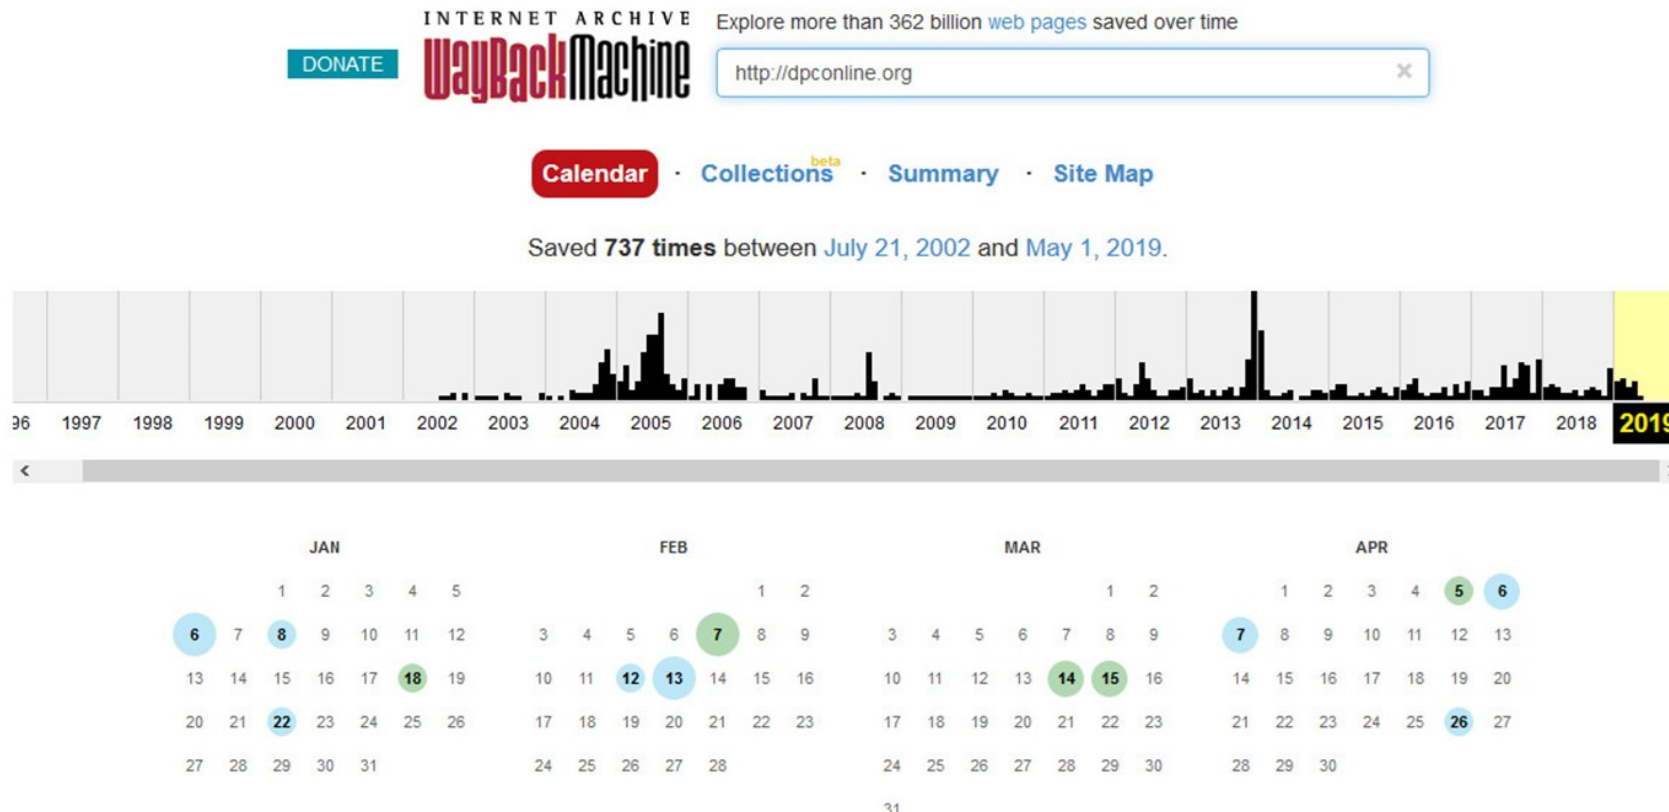 INTERNET ARCHIVE
WayBackMachine
DONATE
Explore more than 362 billion web pages saved over time
http://dpconline.org ×
Calendar · Collections beta · Summary · Site Map
Saved 737 times between July 21, 2002 and May 1, 2019.
96 1997 1998 1999 2000 2001 2002 2003 2004 2005 2006 2007 2008 2009 2010 2011 2012 2013 2014 2015 2016 2017 2018 2019
JAN
1 2 3 4 5
6 7 8 9 10 11 12
13 14 15 16 17 18 19
20 21 22 23 24 25 26
27 28 29 30 31
FEB
1 2
3 4 5 6 7 8 9
10 11 12 13 14 15 16
17 18 19 20 21 22 23
24 25 26 27 28
MAR
1 2
3 4 5 6 7 8 9
10 11 12 13 14 15 16
17 18 19 20 21 22 23
24 25 26 27 28 29 30
31
APR
1 2 3 4 5 6
7 8 9 10 11 12 13
14 15 16 17 18 19 20
21 22 23 24 25 26 27
28 29 30